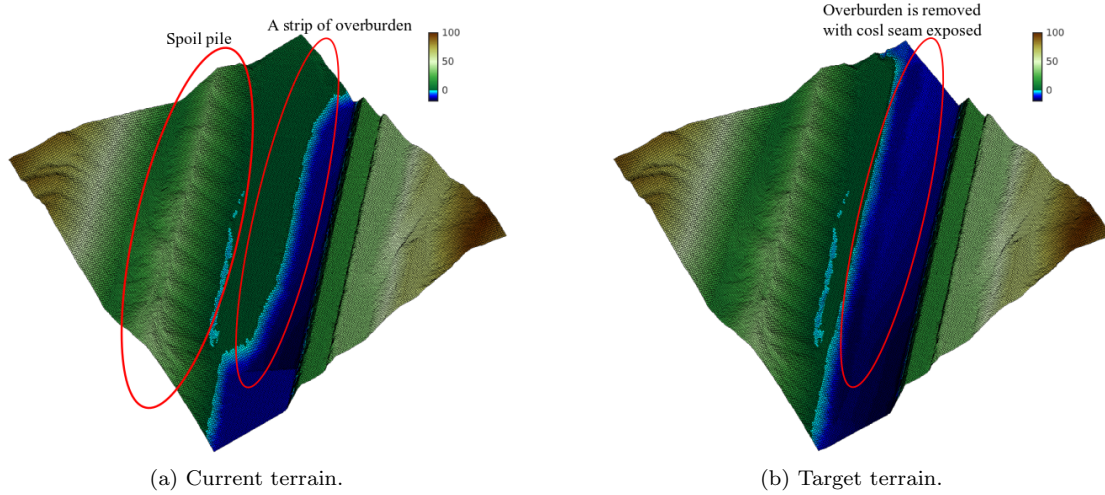 Spoil pile
A strip of overburden
100
50
0
(a) Current terrain.
Overburden is removed
with cosl seam exposed
100
50
0
(b) Target terrain.